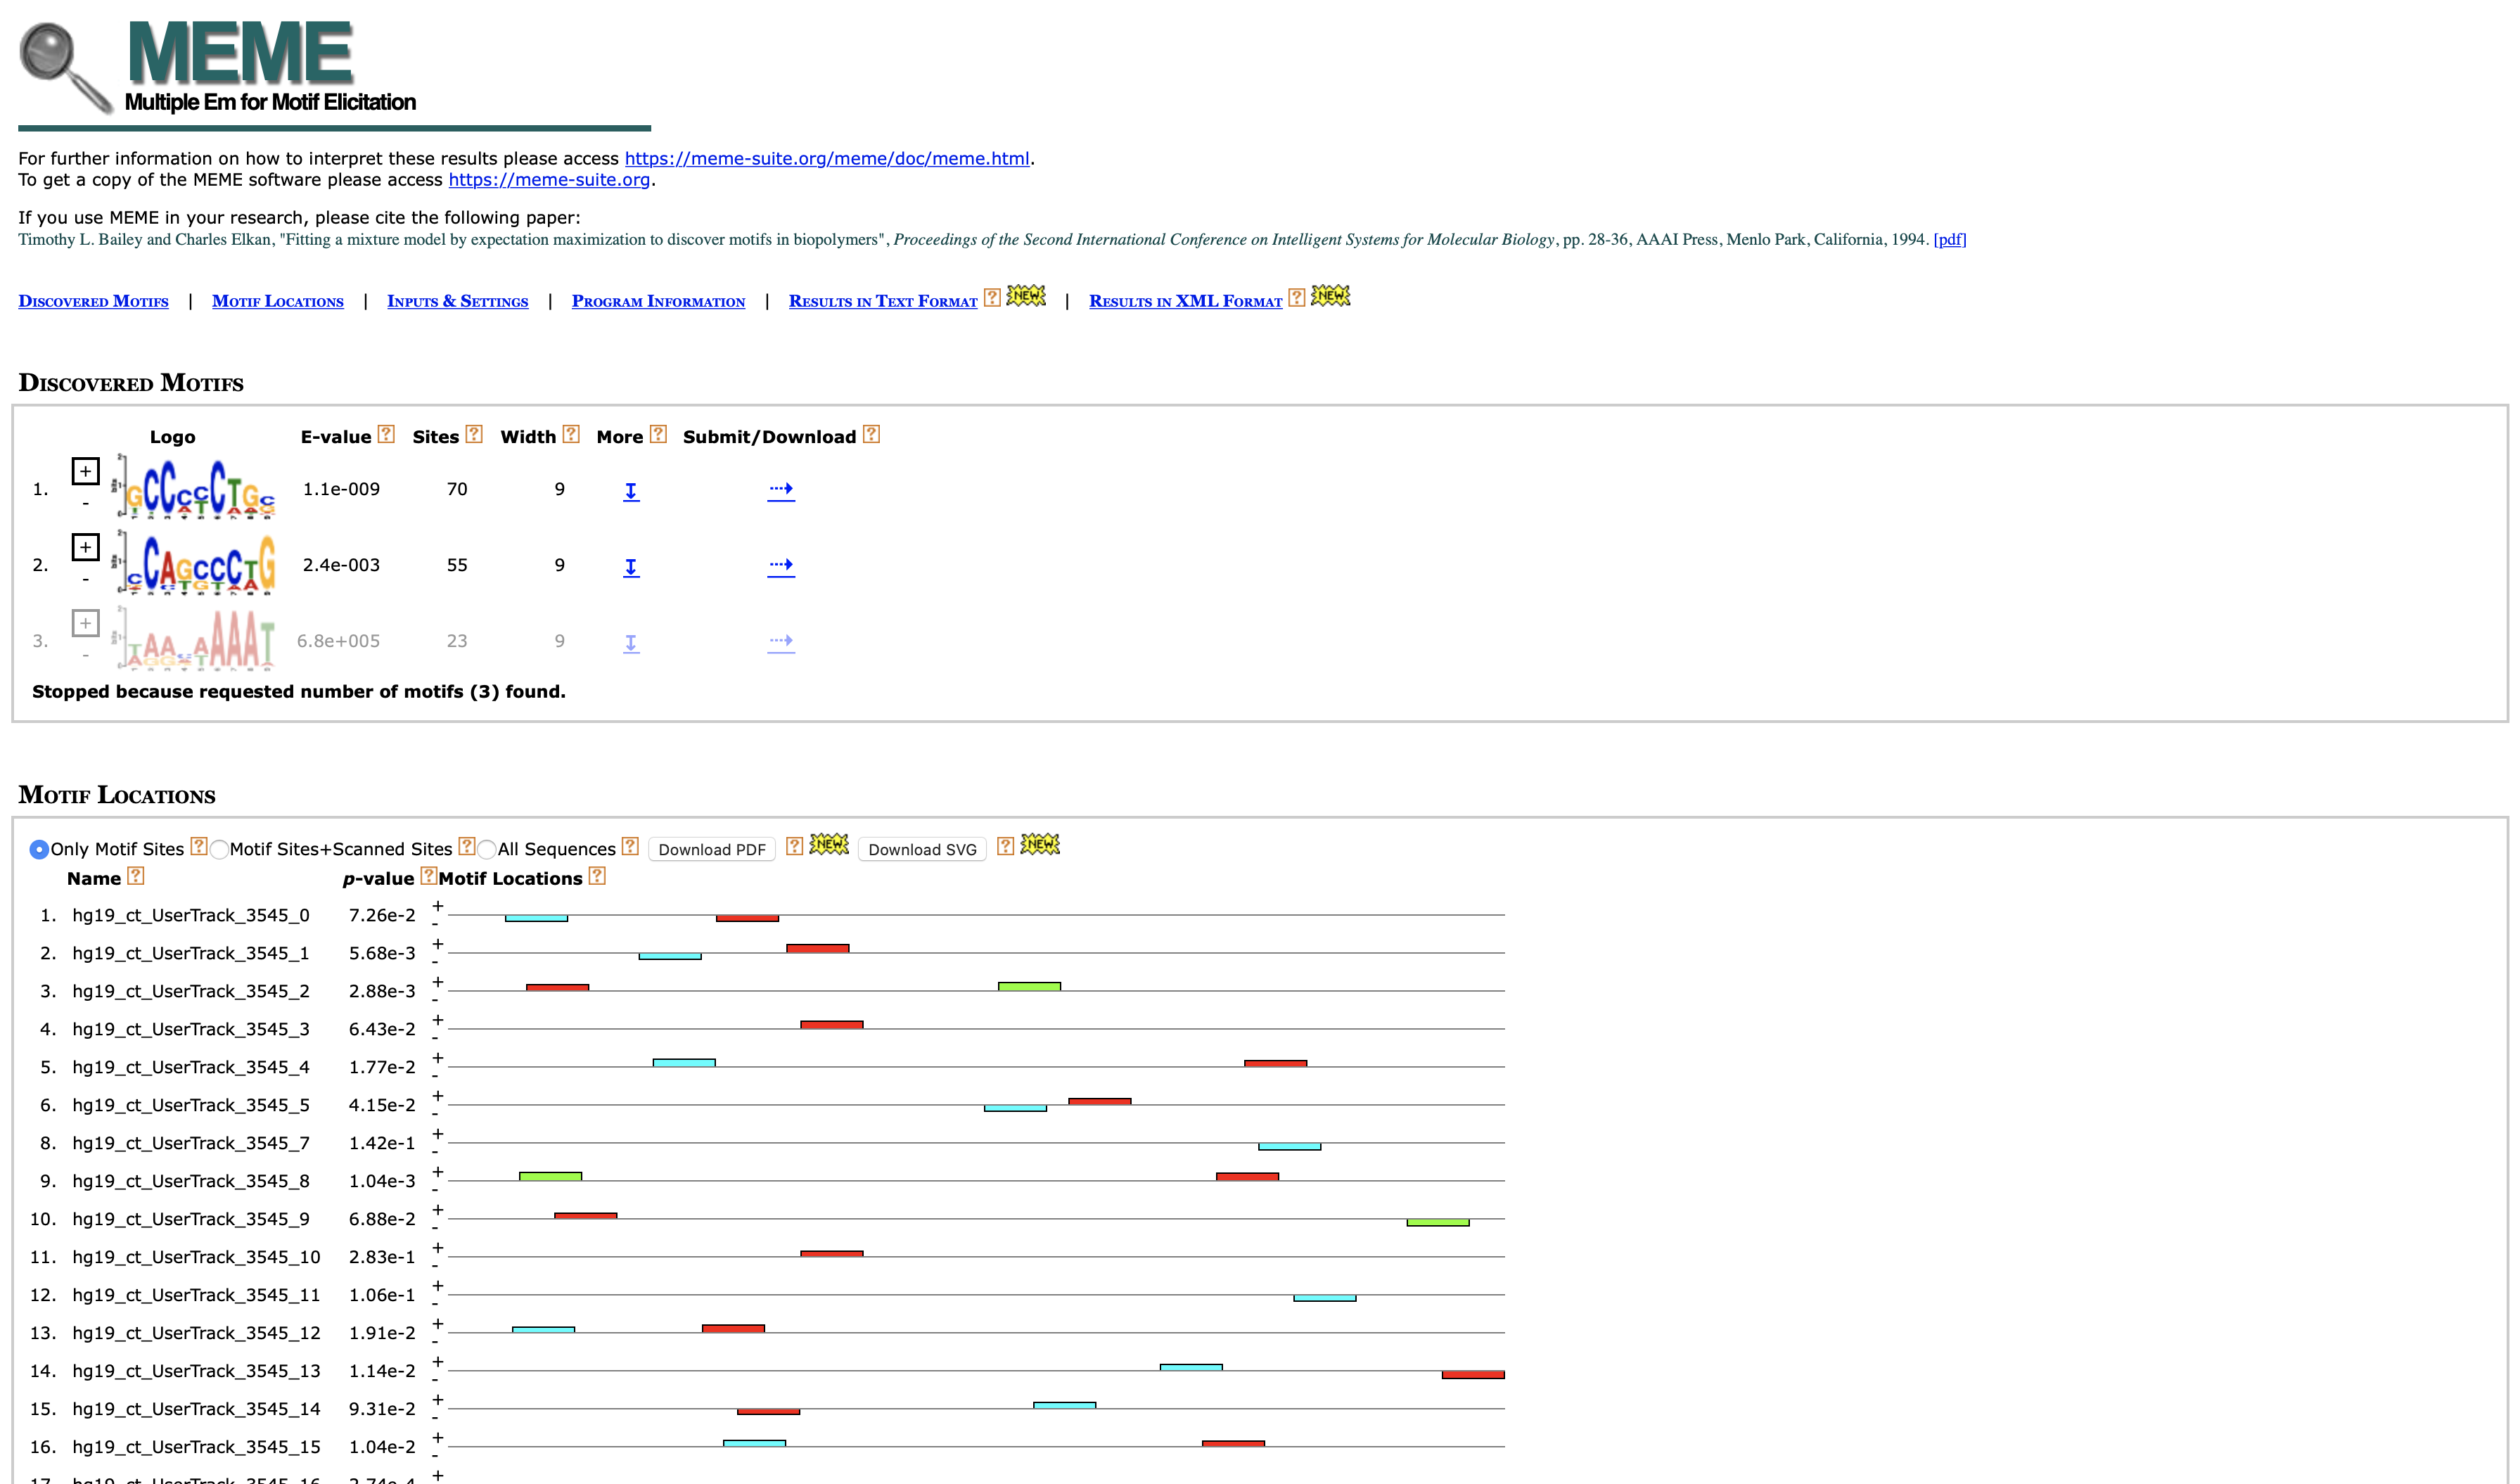 MEME
Multiple Em for Motif Elicitation
For further information on how to interpret these results please access https://meme-suite.org/meme/doc/meme.html.
To get a copy of the MEME software please access https://meme-suite.org.
If you use MEME in your research, please cite the following paper:
Timothy L. Bailey and Charles Elkan, "Fitting a mixture model by expectation maximization to discover motifs in biopolymers", Proceedings of the Second International Conference on Intelligent Systems for Molecular Biology, pp. 28-36, AAAI Press, Menlo Park, California, 1994. [pdf]
Discovered Motifs | Motif Locations | Inputs & Settings | Program Information | Results in Text Format ? NEW | Results in XML Format ? NEW
Discovered Motifs
Logo E-value ? Sites ? Width ? More ? Submit/Download ?
1. + - 1.1e-009 70 9 ↧ ⇢
2. + - 2.4e-003 55 9 ↧ ⇢
3. + - 6.8e+005 23 9 ↧ ⇢
Stopped because requested number of motifs (3) found.
Motif Locations
Only Motif Sites ? Motif Sites+Scanned Sites ? All Sequences ? Download PDF ? NEW Download SVG ? NEW
Name ? p-value ? Motif Locations ?
1. hg19_ct_UserTrack_3545_0 7.26e-2 + -
2. hg19_ct_UserTrack_3545_1 5.68e-3 + -
3. hg19_ct_UserTrack_3545_2 2.88e-3 + -
4. hg19_ct_UserTrack_3545_3 6.43e-2 + -
5. hg19_ct_UserTrack_3545_4 1.77e-2 + -
6. hg19_ct_UserTrack_3545_5 4.15e-2 + -
8. hg19_ct_UserTrack_3545_7 1.42e-1 + -
9. hg19_ct_UserTrack_3545_8 1.04e-3 + -
10. hg19_ct_UserTrack_3545_9 6.88e-2 + -
11. hg19_ct_UserTrack_3545_10 2.83e-1 + -
12. hg19_ct_UserTrack_3545_11 1.06e-1 + -
13. hg19_ct_UserTrack_3545_12 1.91e-2 + -
14. hg19_ct_UserTrack_3545_13 1.14e-2 + -
15. hg19_ct_UserTrack_3545_14 9.31e-2 + -
16. hg19_ct_UserTrack_3545_15 1.04e-2 + -
17. hg19_ct_UserTrack_3545_16 2.74e-4 +